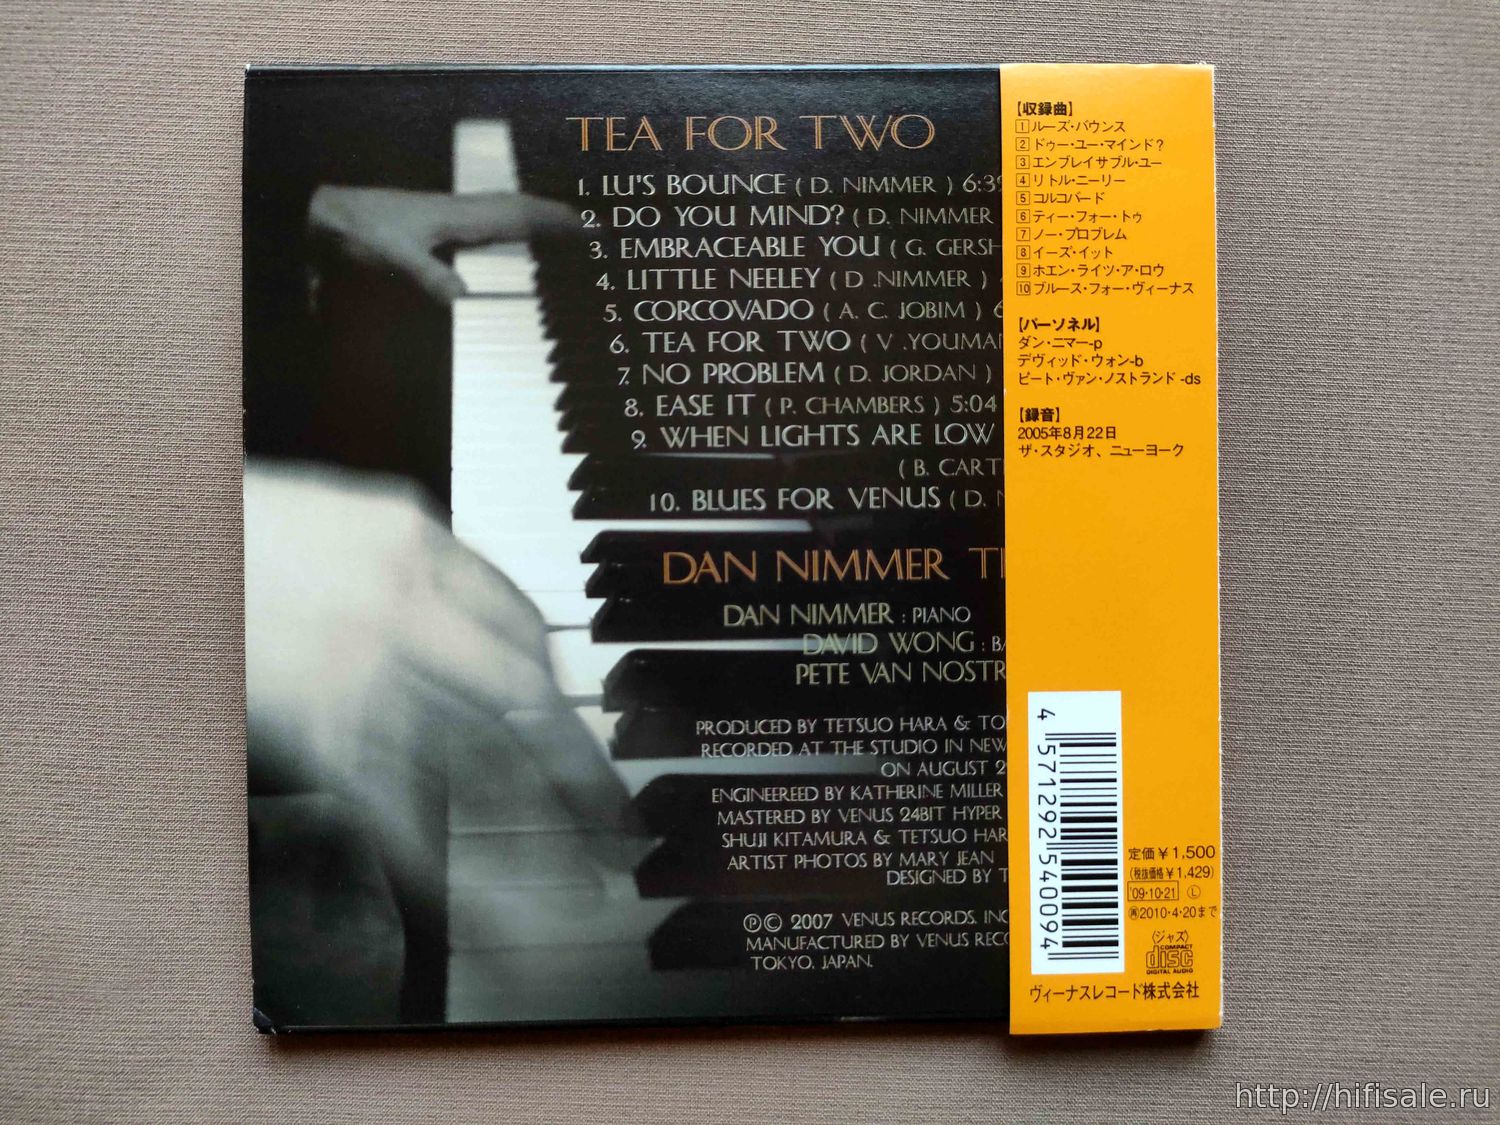 TEA FOR TWO
1. LU'S BOUNCE ( D. NIMMER ) 6:3
2. DO YOU MIND? ( D. NIMMER
3. EMBRACEABLE YOU ( G. GERSH
4. LITTLE NEELEY ( D .NIMMER )
5. CORCOVADO ( A. C. JOBIM ) 6
6. TEA FOR TWO ( V .YOUMA
7. NO PROBLEM ( D. JORDAN )
8. EASE IT ( P. CHAMBERS ) 5:04
9. WHEN LIGHTS ARE LOW
( B. CART
10. BLUES FOR VENUS ( D. N
DAN NIMMER T
DAN NIMMER : PIANO
DAVID WONG : BA
PETE VAN NOSTR
PRODUCED BY TETSUO HARA & TO
RECORDED AT THE STUDIO IN NEW
ON AUGUST 2
ENGINEEREED BY KATHERINE MILLER
MASTERED BY VENUS 24BIT HYPER
SHUJI KITAMURA & TETSUO HAR
ARTIST PHOTOS BY MARY JEAN
DESIGNED BY T
Ⓟ© 2007 VENUS RECORDS, INC
MANUFACTURED BY VENUS REC
TOKYO, JAPAN.
【収録曲】
1 ルーズ・バウンス
2 ドゥー・ユー・マインド?
3 エンブレイサブル・ユー
4 リトル・ニーリー
5 コルコバード
6 ティー・フォー・トゥ
7 ノー・プロブレム
8 イーズ・イット
9 ホエン・ライツ・ア・ロウ
10 ブルース・フォー・ヴィーナス
【パーソネル】
ダン・ニマー-p
デヴィッド・ウォン-b
ピート・ヴァン・ノストランド-ds
【録音】
2005年8月22日
ザ・スタジオ、ニューヨーク
4 571292 540094
定価¥1,500
(税抜価格¥1,429)
'09・10・21 Ⓛ
再2010・4・20まで
〈ジャズ〉
COMPACT
disc
DIGITAL AUDIO
ヴィーナスレコード株式会社
http://hifisale.ru